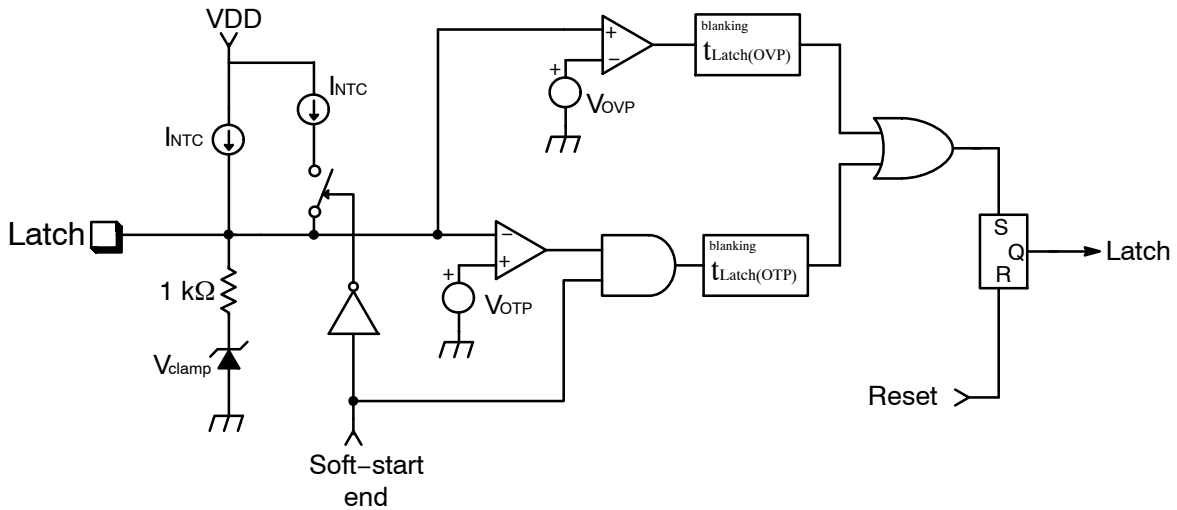 VDD
INTC
INTC
Latch
1 kΩ
Vclamp
Soft−start
end
+
−
+
VOVP
blanking
tLatch(OVP)
−
+
+
VOTP
blanking
tLatch(OTP)
S
Q
R
Latch
Reset